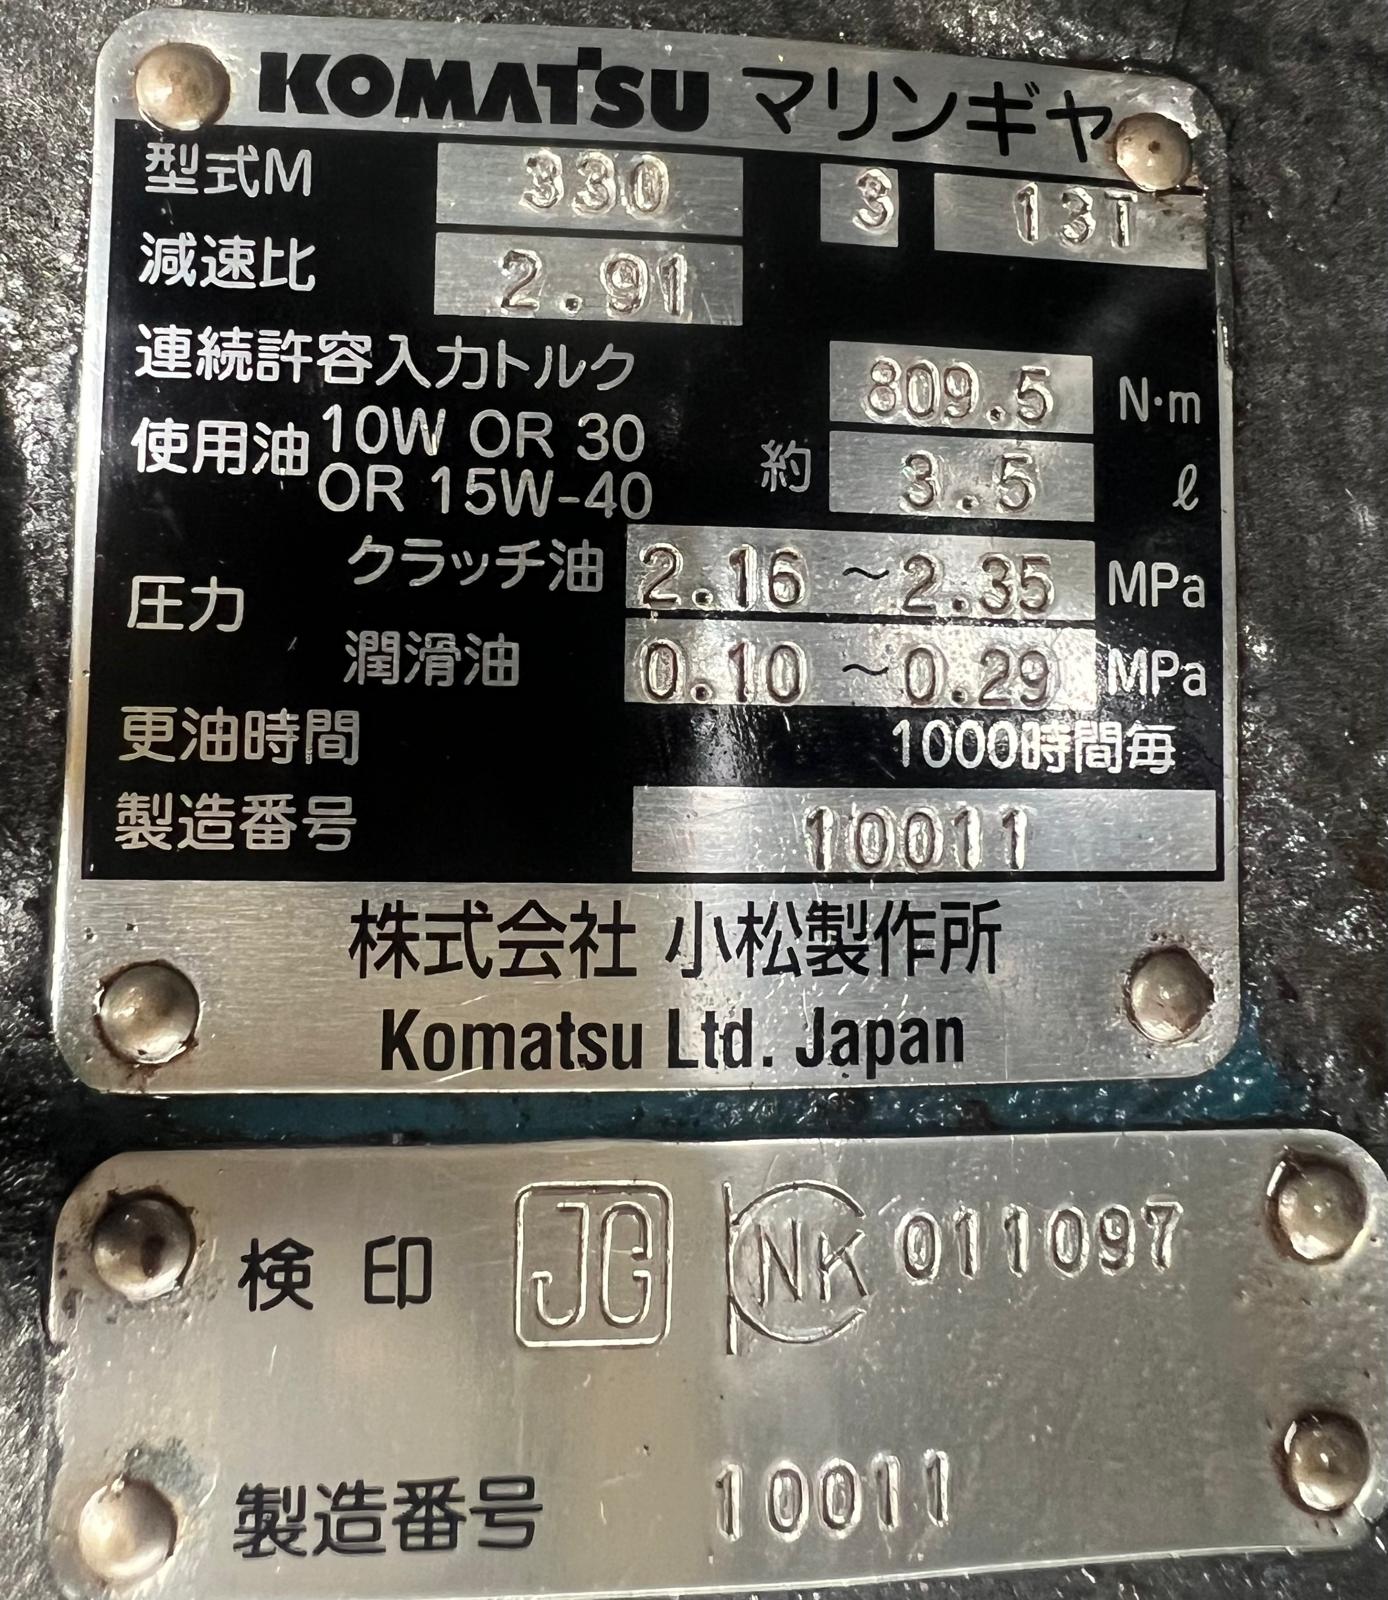 KOMATSU マリンギヤ
型式M 330 3 13T
減速比 2.91
連続許容入力トルク 809.5 N·m
使用油 10W OR 30
OR 15W-40 約 3.5 ℓ
圧力 クラッチ油 2.16 ~ 2.35 MPa
潤滑油 0.10 ~ 0.29 MPa
更油時間 1000時間毎
製造番号 10011
株式会社 小松製作所
Komatsu Ltd. Japan
検印 JG NK 011097
製造番号 10011